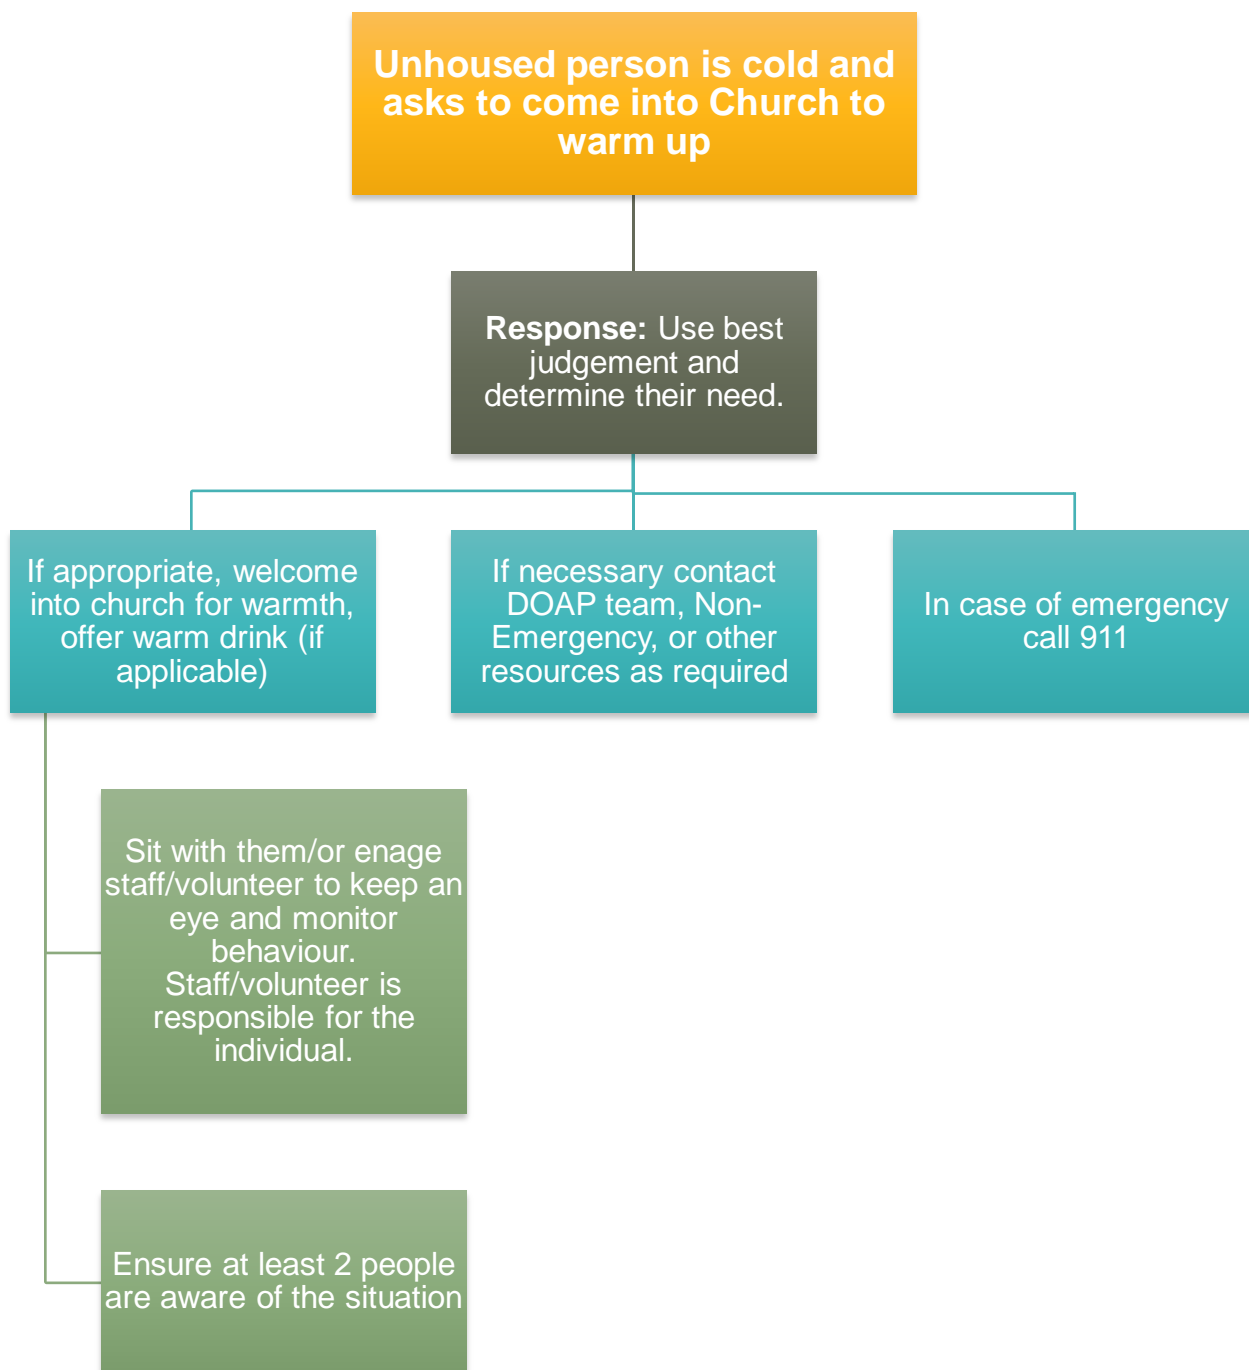 Unhoused person is cold and
asks to come into Church to
warm up
Response: Use best
judgement and
determine their need.
If appropriate, welcome
into church for warmth,
offer warm drink (if
applicable)
If necessary contact
DOAP team, Non-
Emergency, or other
resources as required
In case of emergency
call 911
Sit with them/or enage
staff/volunteer to keep an
eye and monitor
behaviour.
Staff/volunteer is
responsible for the
individual.
Ensure at least 2 people
are aware of the situation